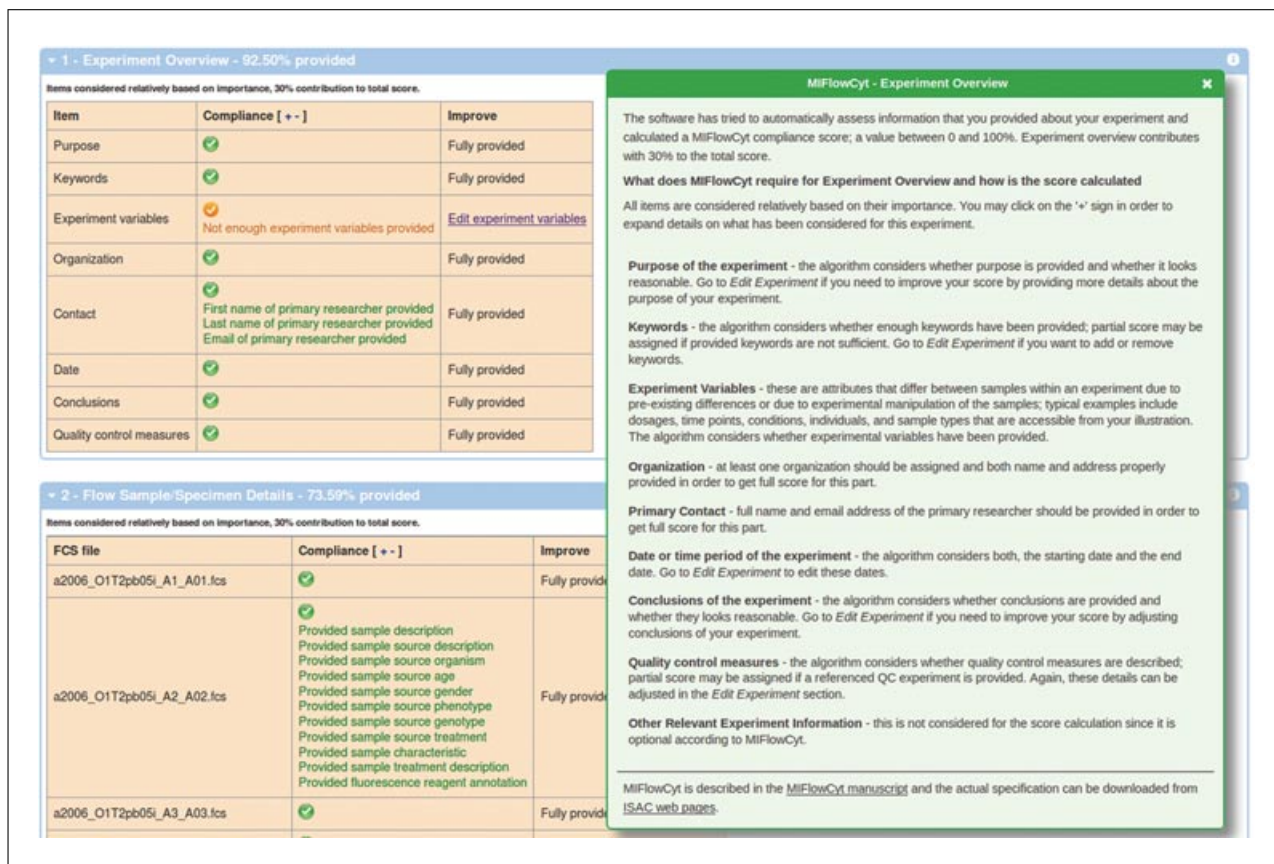 1 - Experiment Overview - 92.50% provided
Items considered relatively based on importance, 30% contribution to total score.
Item Compliance [ + - ] Improve
Purpose Fully provided
Keywords Fully provided
Experiment variables Not enough experiment variables provided Edit experiment variables
Organization Fully provided
Contact
First name of primary researcher provided
Last name of primary researcher provided
Email of primary researcher provided
Fully provided
Date Fully provided
Conclusions Fully provided
Quality control measures Fully provided
2 - Flow Sample/Specimen Details - 73.59% provided
Items considered relatively based on importance, 30% contribution to total score.
FCS file Compliance [ + - ] Improve
a2006_O1T2pb05i_A1_A01.fcs Fully provide
a2006_O1T2pb05i_A2_A02.fcs
Provided sample description
Provided sample source description
Provided sample source organism
Provided sample source age
Provided sample source gender
Provided sample source phenotype
Provided sample source genotype
Provided sample source treatment
Provided sample characteristic
Provided sample treatment description
Provided fluorescence reagent annotation
Fully provide
a2006_O1T2pb05i_A3_A03.fcs Fully provide
MIFlowCyt - Experiment Overview
The software has tried to automatically assess information that you provided about your experiment and
calculated a MIFlowCyt compliance score; a value between 0 and 100%. Experiment overview contributes
with 30% to the total score.
What does MIFlowCyt require for Experiment Overview and how is the score calculated
All items are considered relatively based on their importance. You may click on the '+' sign in order to
expand details on what has been considered for this experiment.
Purpose of the experiment - the algorithm considers whether purpose is provided and whether it looks
reasonable. Go to Edit Experiment if you need to improve your score by providing more details about the
purpose of your experiment.
Keywords - the algorithm considers whether enough keywords have been provided; partial score may be
assigned if provided keywords are not sufficient. Go to Edit Experiment if you want to add or remove
keywords.
Experiment Variables - these are attributes that differ between samples within an experiment due to
pre-existing differences or due to experimental manipulation of the samples; typical examples include
dosages, time points, conditions, individuals, and sample types that are accessible from your illustration.
The algorithm considers whether experimental variables have been provided.
Organization - at least one organization should be assigned and both name and address properly
provided in order to get full score for this part.
Primary Contact - full name and email address of the primary researcher should be provided in order to
get full score for this part.
Date or time period of the experiment - the algorithm considers both, the starting date and the end
date. Go to Edit Experiment to edit these dates.
Conclusions of the experiment - the algorithm considers whether conclusions are provided and
whether they looks reasonable. Go to Edit Experiment if you need to improve your score by adjusting
conclusions of your experiment.
Quality control measures - the algorithm considers whether quality control measures are described;
partial score may be assigned if a referenced QC experiment is provided. Again, these details can be
adjusted in the Edit Experiment section.
Other Relevant Experiment Information - this is not considered for the score calculation since it is
optional according to MIFlowCyt.
MIFlowCyt is described in the MIFlowCyt manuscript and the actual specification can be downloaded from
ISAC web pages.